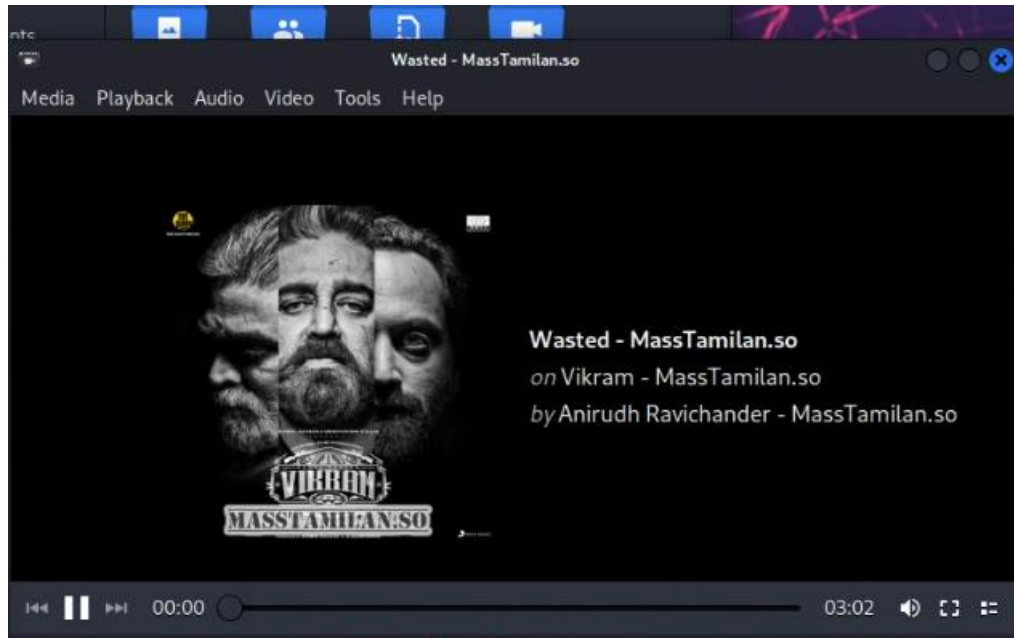 nts
Wasted - MassTamilan.so
Media Playback Audio Video Tools Help
VIKRAM
MASSTAMILAN.SO
Wasted - MassTamilan.so
on Vikram - MassTamilan.so
by Anirudh Ravichander - MassTamilan.so
00:00 03:02